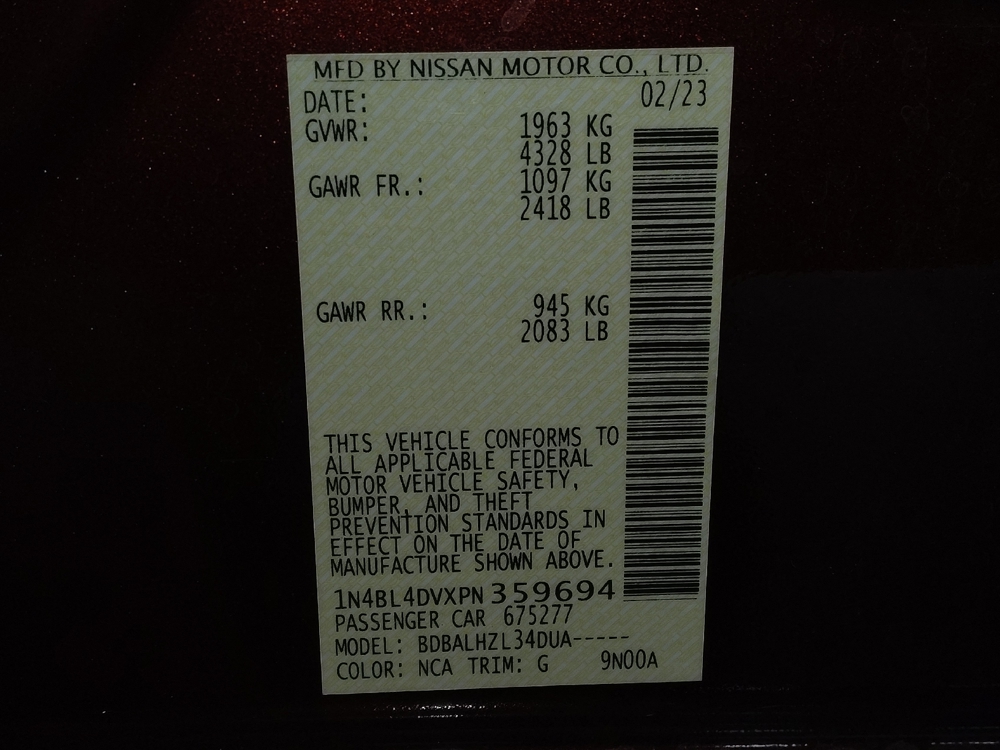 MFD BY NISSAN MOTOR CO., LTD.
DATE: 02/23
GVWR: 1963 KG
4328 LB
GAWR FR.: 1097 KG
2418 LB
GAWR RR.: 945 KG
2083 LB
THIS VEHICLE CONFORMS TO
ALL APPLICABLE FEDERAL
MOTOR VEHICLE SAFETY,
BUMPER, AND THEFT
PREVENTION STANDARDS IN
EFFECT ON THE DATE OF
MANUFACTURE SHOWN ABOVE.
1N4BL4DVXPN359694
PASSENGER CAR 675277
MODEL: BDBALHZL34DUA-----
COLOR: NCA TRIM: G 9N00A